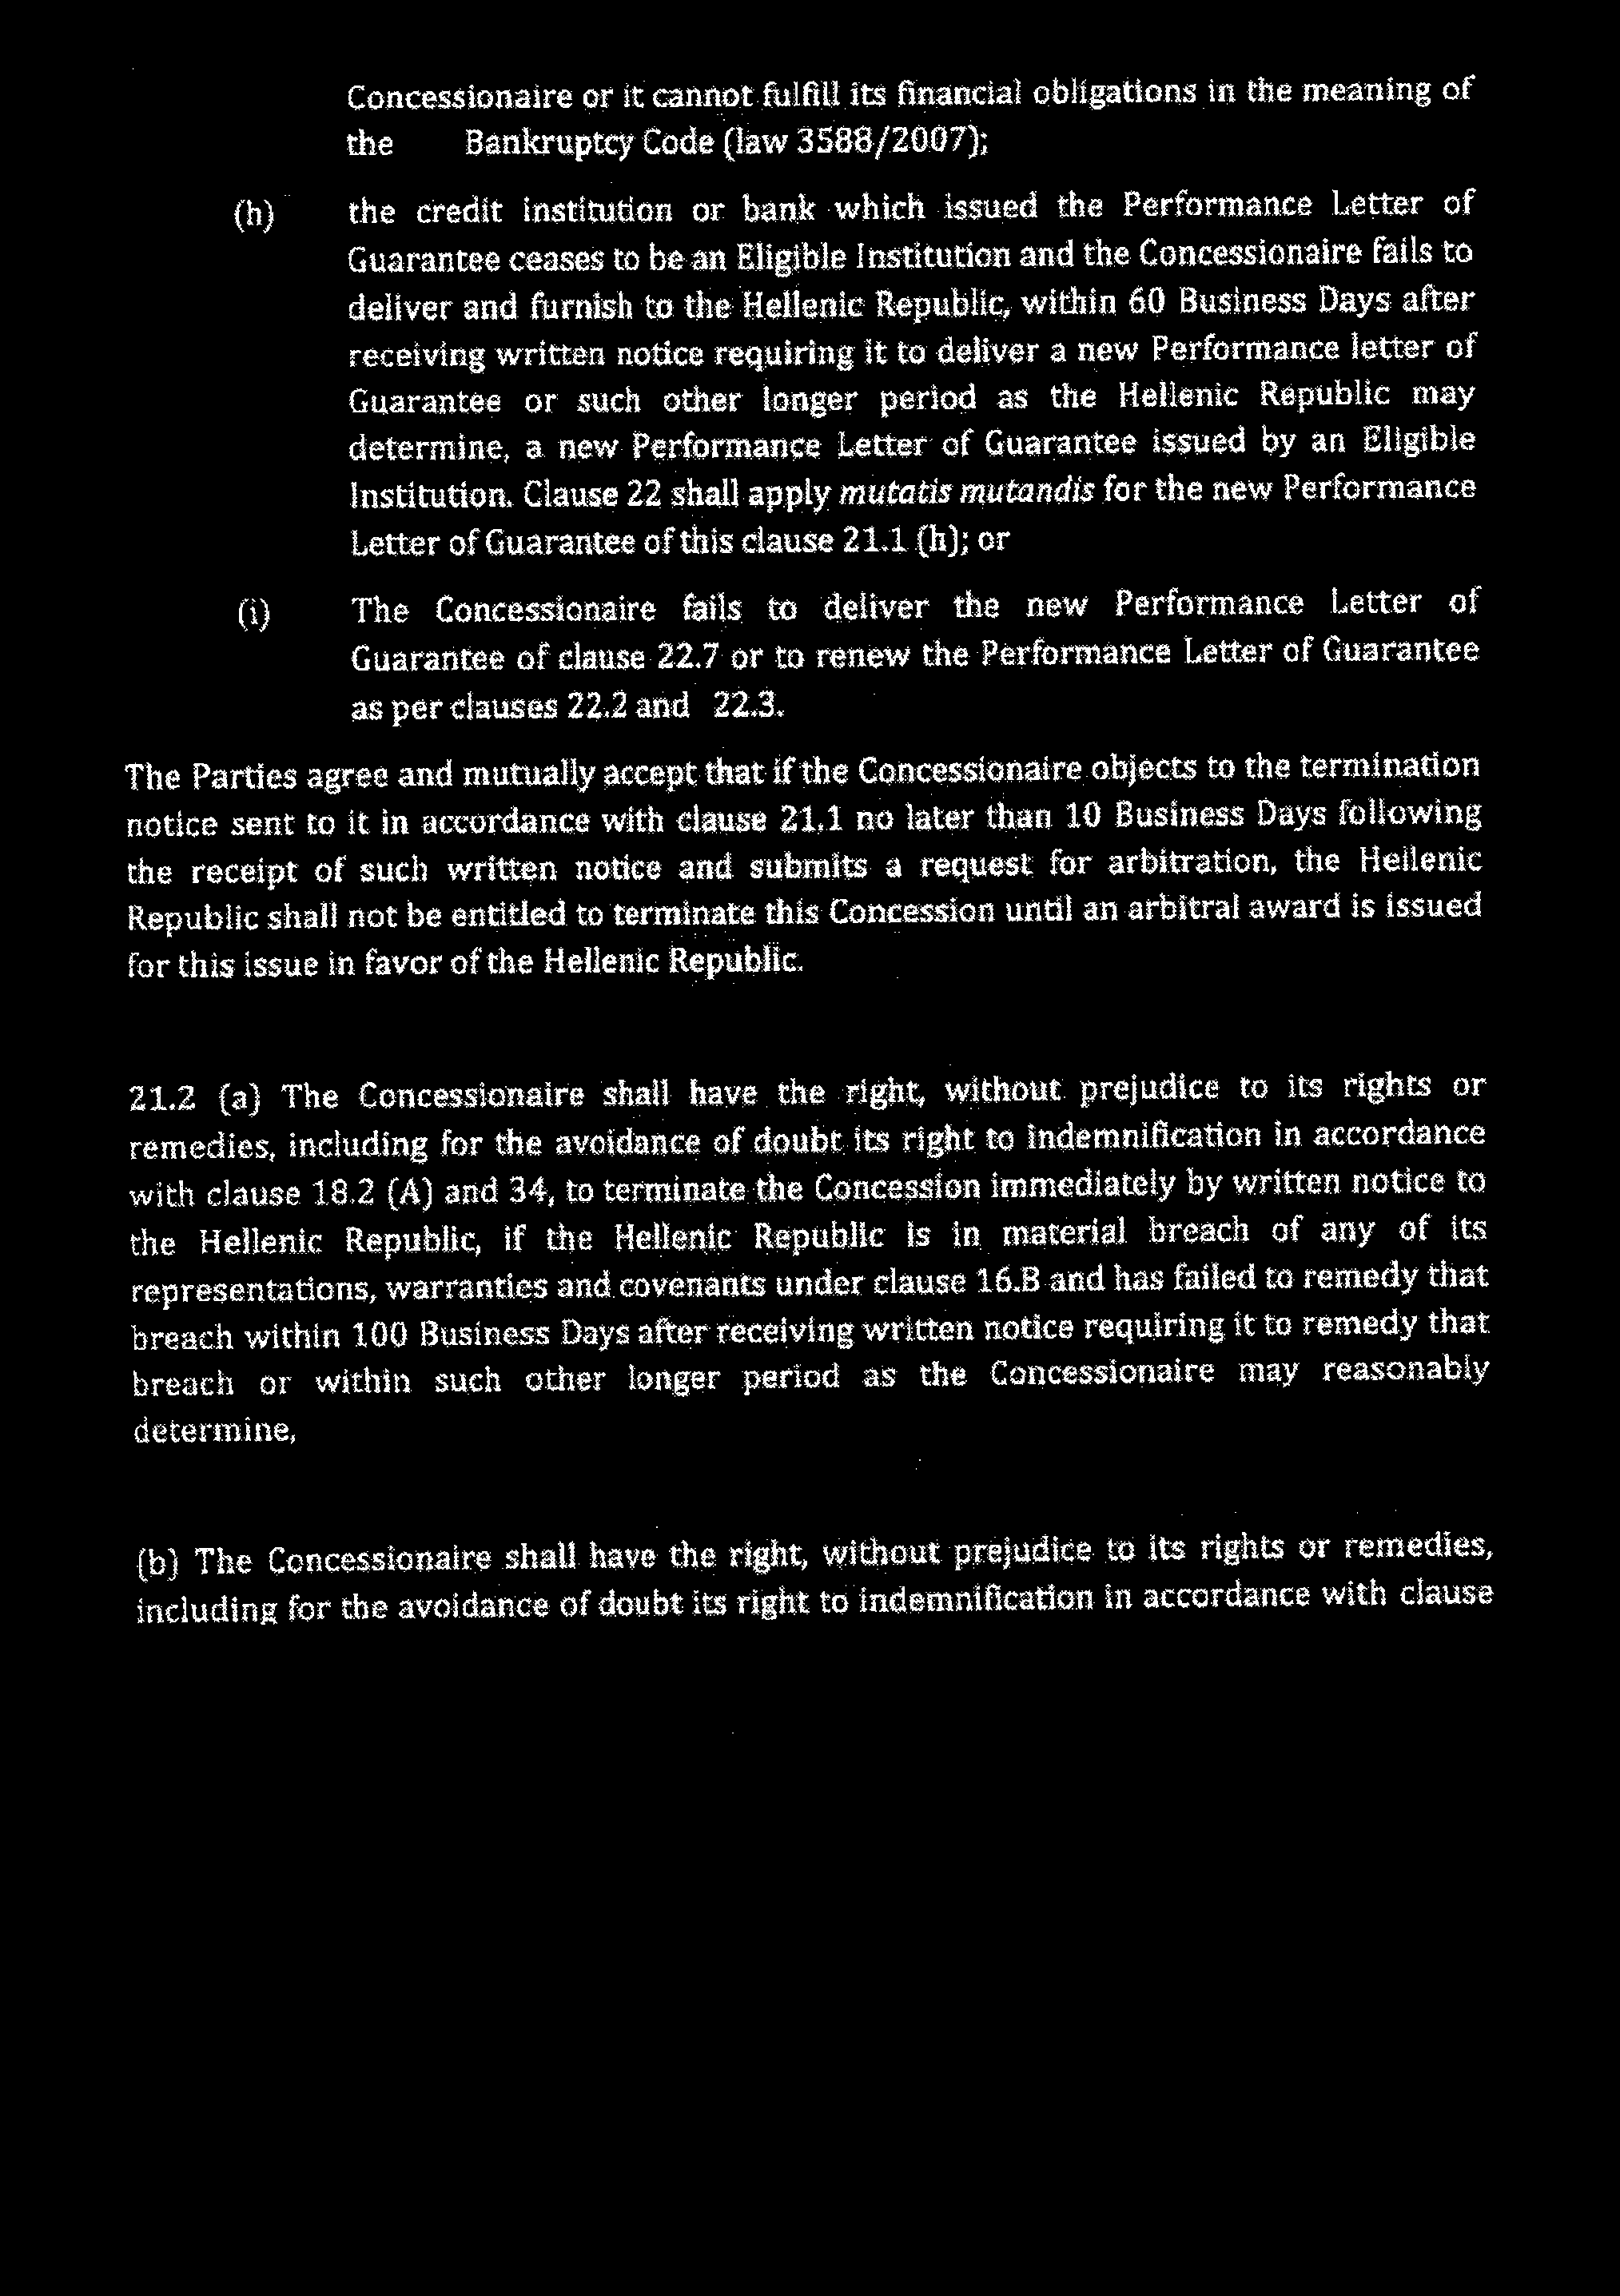 Concessionaire or it cannot fulfill its financial obligations in the meaning of
the Bankruptcy Code (law 3588/2007);
(h) the credit institution or bank which issued the Performance Letter of
Guarantee ceases to be an Eligible Institution and the Concessionaire fails to
deliver and furnish to the Hellenic Republic, within 60 Business Days after
receiving written notice requiring it to deliver a new Performance letter of
Guarantee or such other longer period as the Hellenic Republic may
determine, a new Performance Letter of Guarantee issued by an Eligible
Institution. Clause 22 shall apply mutatis mutandis for the new Performance
Letter of Guarantee of this clause 21.1 (h); or
(i) The Concessionaire fails to deliver the new Performance Letter of
Guarantee of clause 22.7 or to renew the Performance Letter of Guarantee
as per clauses 22.2 and 22.3.
The Parties agree and mutually accept that if the Concessionaire objects to the termination
notice sent to it in accordance with clause 21.1 no later than 10 Business Days following
the receipt of such written notice and submits a request for arbitration, the Hellenic
Republic shall not be entitled to terminate this Concession until an arbitral award is issued
for this issue in favor of the Hellenic Republic.
21.2 (a) The Concessionaire shall have the right, without prejudice to its rights or
remedies, including for the avoidance of doubt its right to indemnification in accordance
with clause 18.2 (A) and 34, to terminate the Concession immediately by written notice to
the Hellenic Republic, if the Hellenic Republic is in material breach of any of its
representations, warranties and covenants under clause 16.B and has failed to remedy that
breach within 100 Business Days after receiving written notice requiring it to remedy that
breach or within such other longer period as the Concessionaire may reasonably
determine,
(b) The Concessionaire shall have the right, without prejudice to its rights or remedies,
including for the avoidance of doubt its right to indemnification in accordance with clause